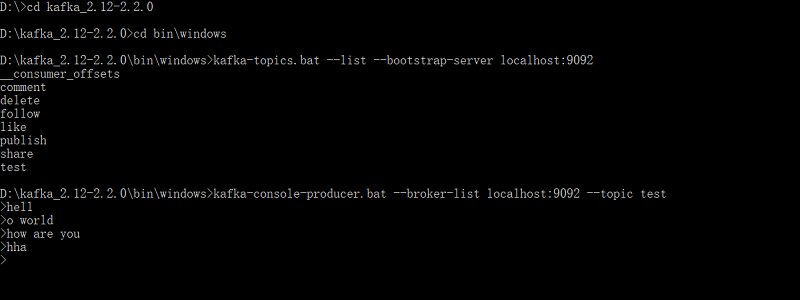 D:\>cd kafka_2.12-2.2.0
D:\kafka_2.12-2.2.0>cd bin\windows
D:\kafka_2.12-2.2.0\bin\windows>kafka-topics.bat --list --bootstrap-server localhost:9092
__consumer_offsets
comment
delete
follow
like
publish
share
test
D:\kafka_2.12-2.2.0\bin\windows>kafka-console-producer.bat --broker-list localhost:9092 --topic test
>hell
>o world
>how are you
>hha
>